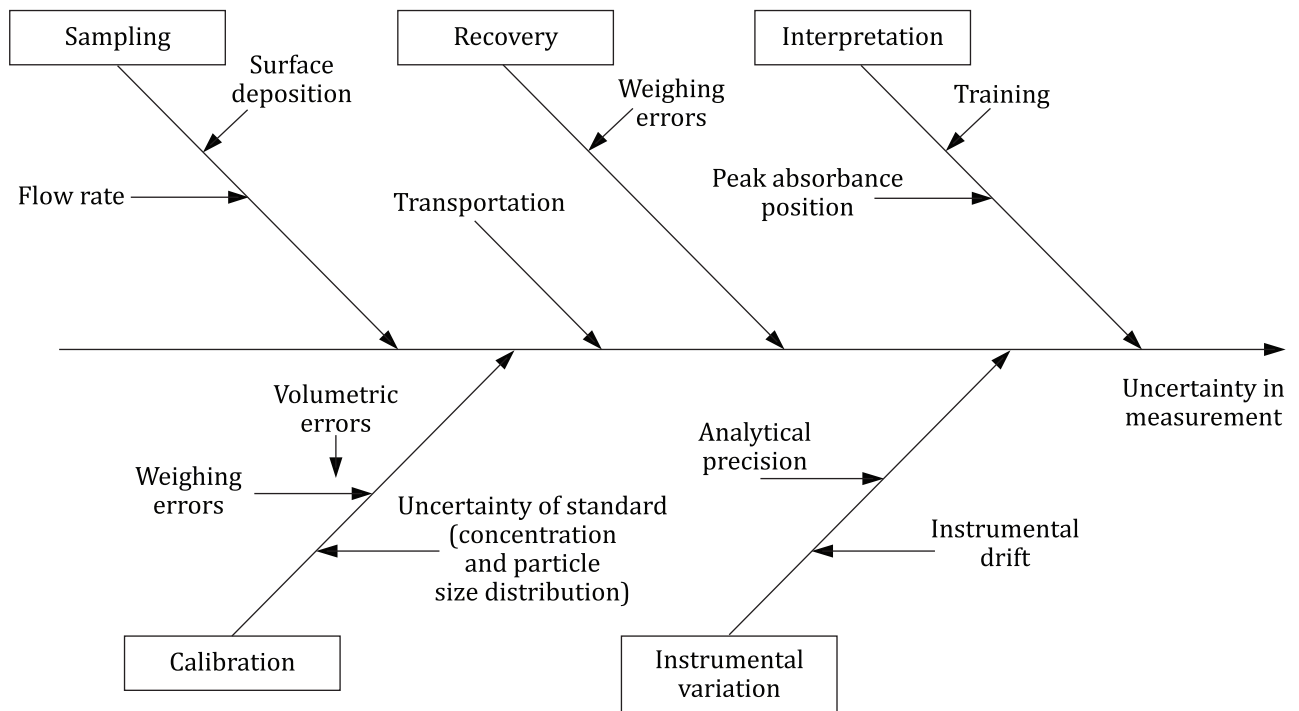 Sampling
Recovery
Interpretation
Surface
deposition
Weighing
errors
Training
Flow rate
Transportation
Peak absorbance
position
Uncertainty in
measurement
Volumetric
errors
Weighing
errors
Uncertainty of standard
(concentration
and particle
size distribution)
Analytical
precision
Instrumental
drift
Calibration
Instrumental
variation